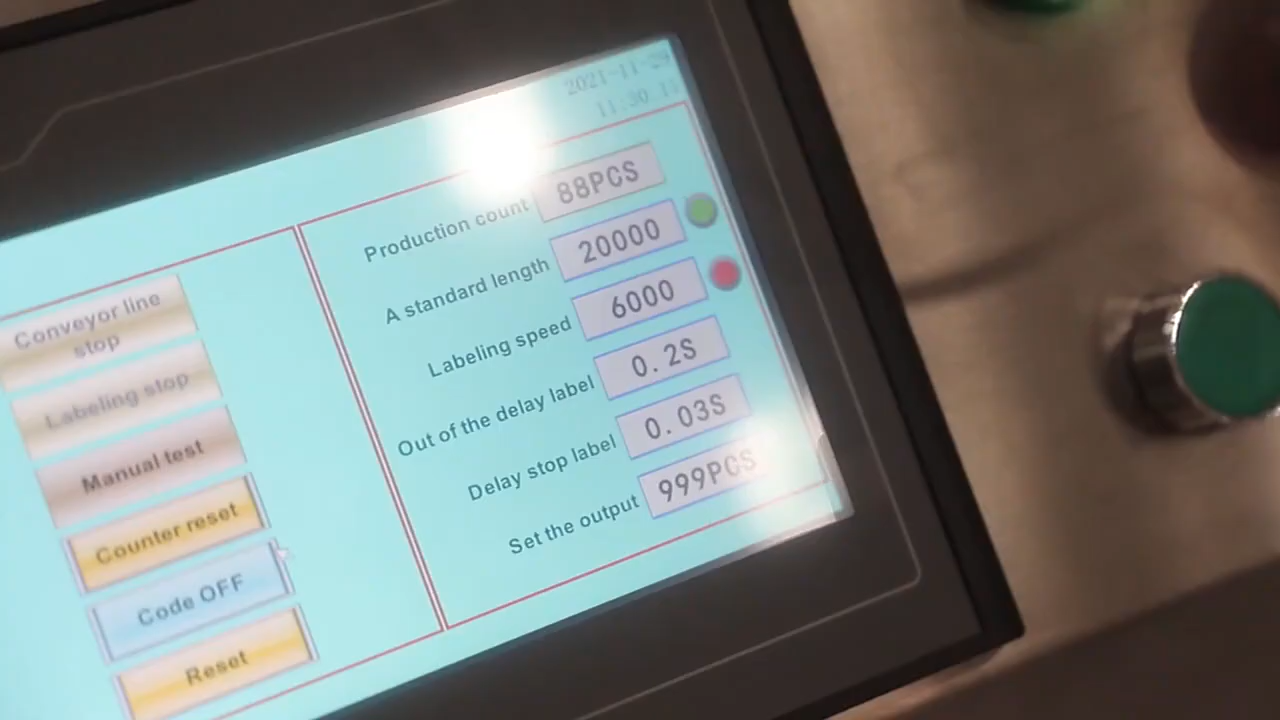 2021-11-29
11:30
Production count 88PCS
A standard length 20000
Labeling speed 6000
Out of the delay label 0.2S
Delay stop label 0.03S
Set the output 999PCS
Conveyor line
stop
Labeling stop
Manual test
Counter reset
Code OFF
Reset